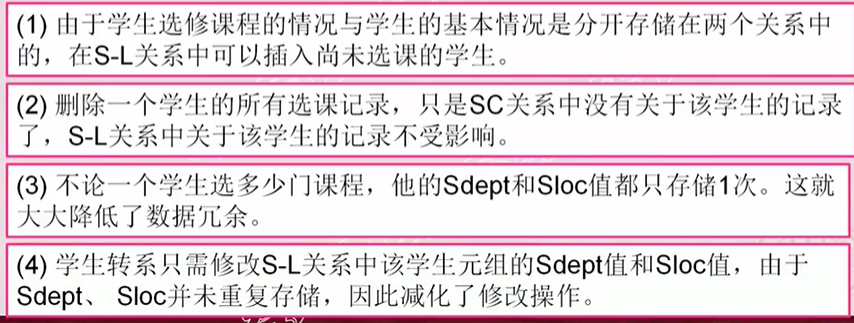 (1) 由于学生选修课程的情况与学生的基本情况是分开存储在两个关系中
的，在S-L关系中可以插入尚未选课的学生。
(2) 删除一个学生的所有选课记录，只是SC关系中没有关于该学生的记录
了，S-L关系中关于该学生的记录不受影响。
(3) 不论一个学生选多少门课程，他的Sdept和Sloc值都只存储1次。这就
大大降低了数据冗余。
(4) 学生转系只需修改S-L关系中该学生元组的Sdept值和Sloc值，由于
Sdept、 Sloc并未重复存储，因此减化了修改操作。